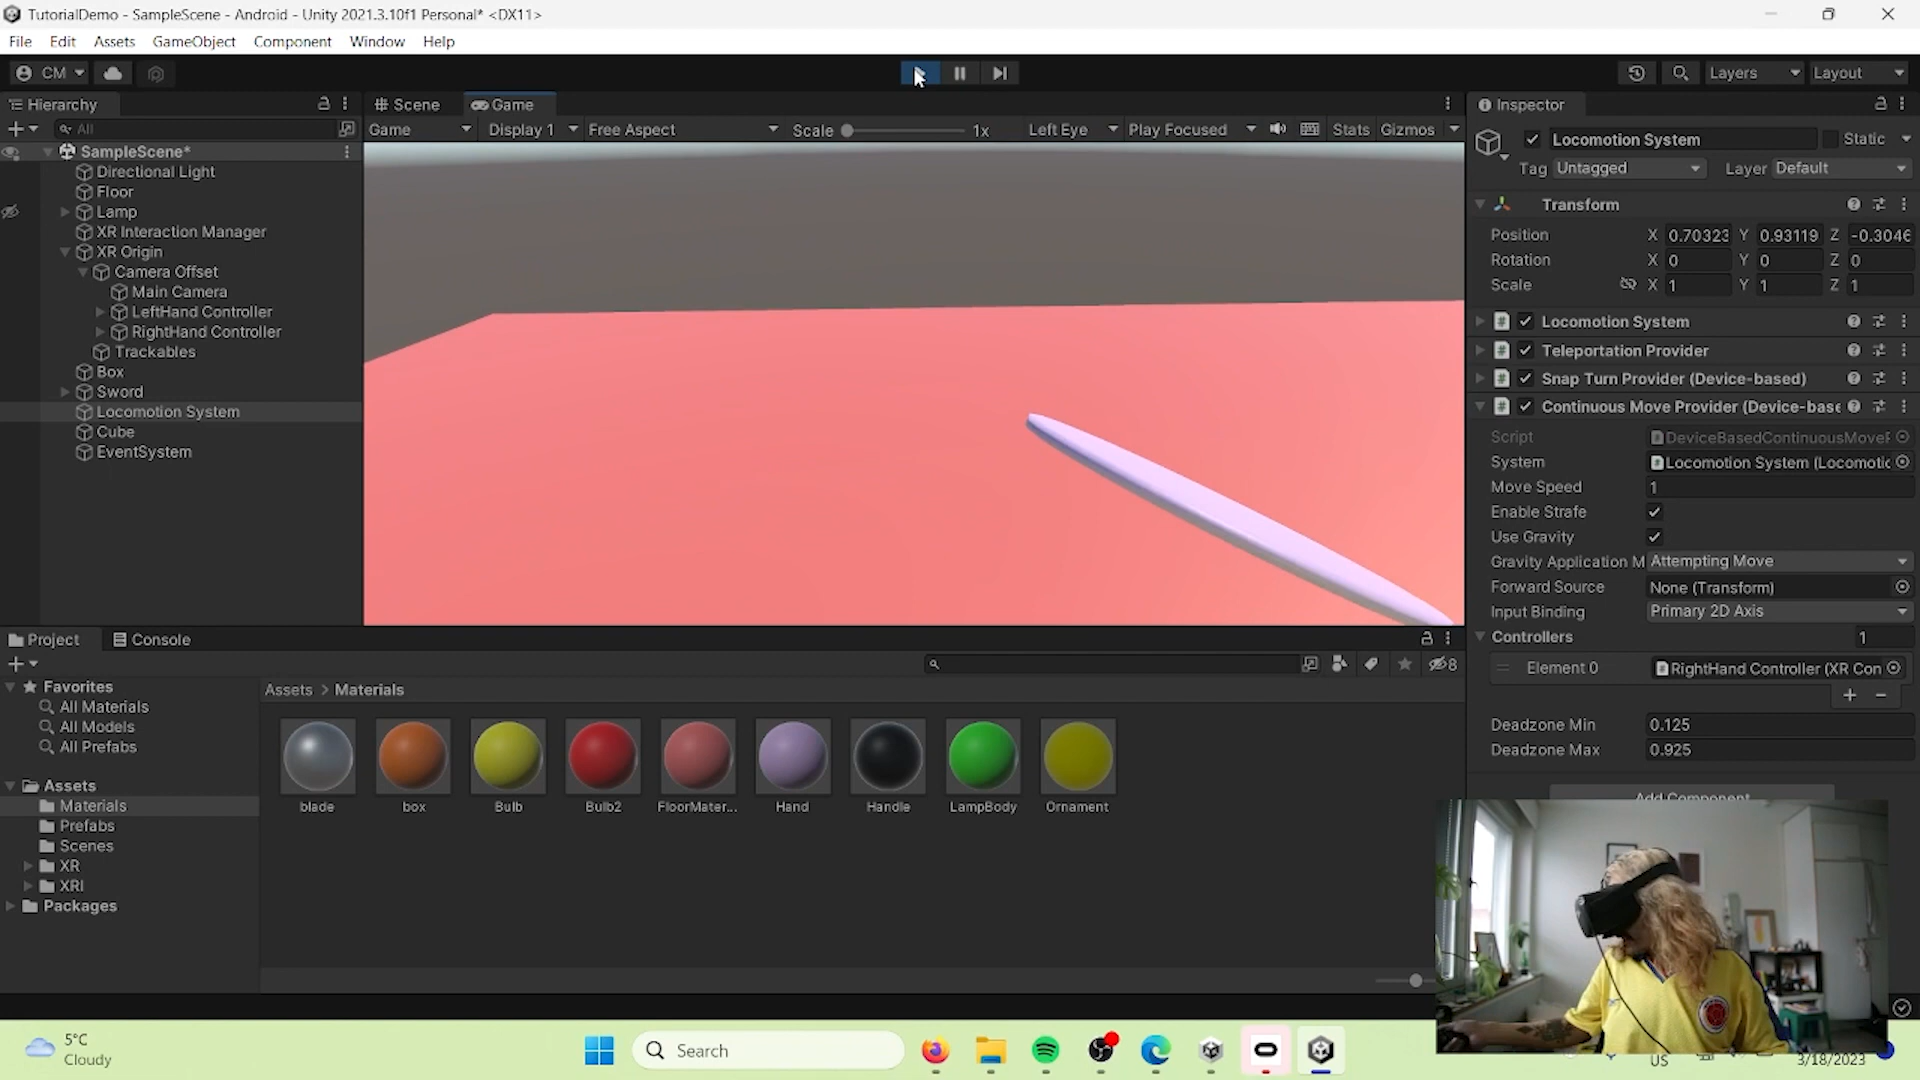 TutorialDemo - SampleScene - Android - Unity 2021.3.10f1 Personal* <DX11>
File Edit Assets GameObject Component Window Help
CM Layers Layout
Hierarchy
All
SampleScene*
Directional Light
Floor
Lamp
XR Interaction Manager
XR Origin
Camera Offset
Main Camera
LeftHand Controller
RightHand Controller
Trackables
Box
Sword
Locomotion System
Cube
EventSystem
Scene Game
Game Display 1 Free Aspect Scale 1x Left Eye Play Focused Stats Gizmos
Inspector
Locomotion System Static
Tag Untagged Layer Default
Transform
Position X 0.70323 Y 0.93119 Z -0.3046
Rotation X 0 Y 0 Z 0
Scale X 1 Y 1 Z 1
Locomotion System
Teleportation Provider
Snap Turn Provider (Device-based)
Continuous Move Provider (Device-base
Script DeviceBasedContinuousMoveF
System Locomotion System (Locomotic
Move Speed 1
Enable Strafe
Use Gravity
Gravity Application M Attempting Move
Forward Source None (Transform)
Input Binding Primary 2D Axis
Controllers 1
Element 0 RightHand Controller (XR Con
Deadzone Min 0.125
Deadzone Max 0.925
Add Component
Project Console
8
Favorites
All Materials
All Models
All Prefabs
Assets
Materials
Prefabs
Scenes
XR
XRI
Packages
Assets > Materials
blade box Bulb Bulb2 FloorMater... Hand Handle LampBody Ornament
5°C
Cloudy
Search
US
3/18/2023